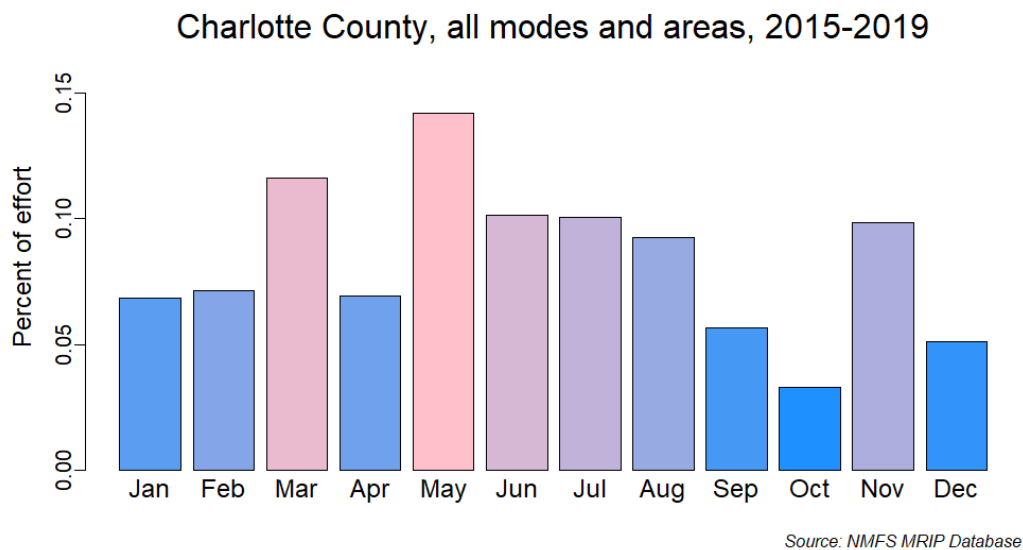 Charlotte County, all modes and areas, 2015-2019
Percent of effort
0.15
0.10
0.05
0.00
Jan Feb Mar Apr May Jun Jul Aug Sep Oct Nov Dec
Source: NMFS MRIP Database